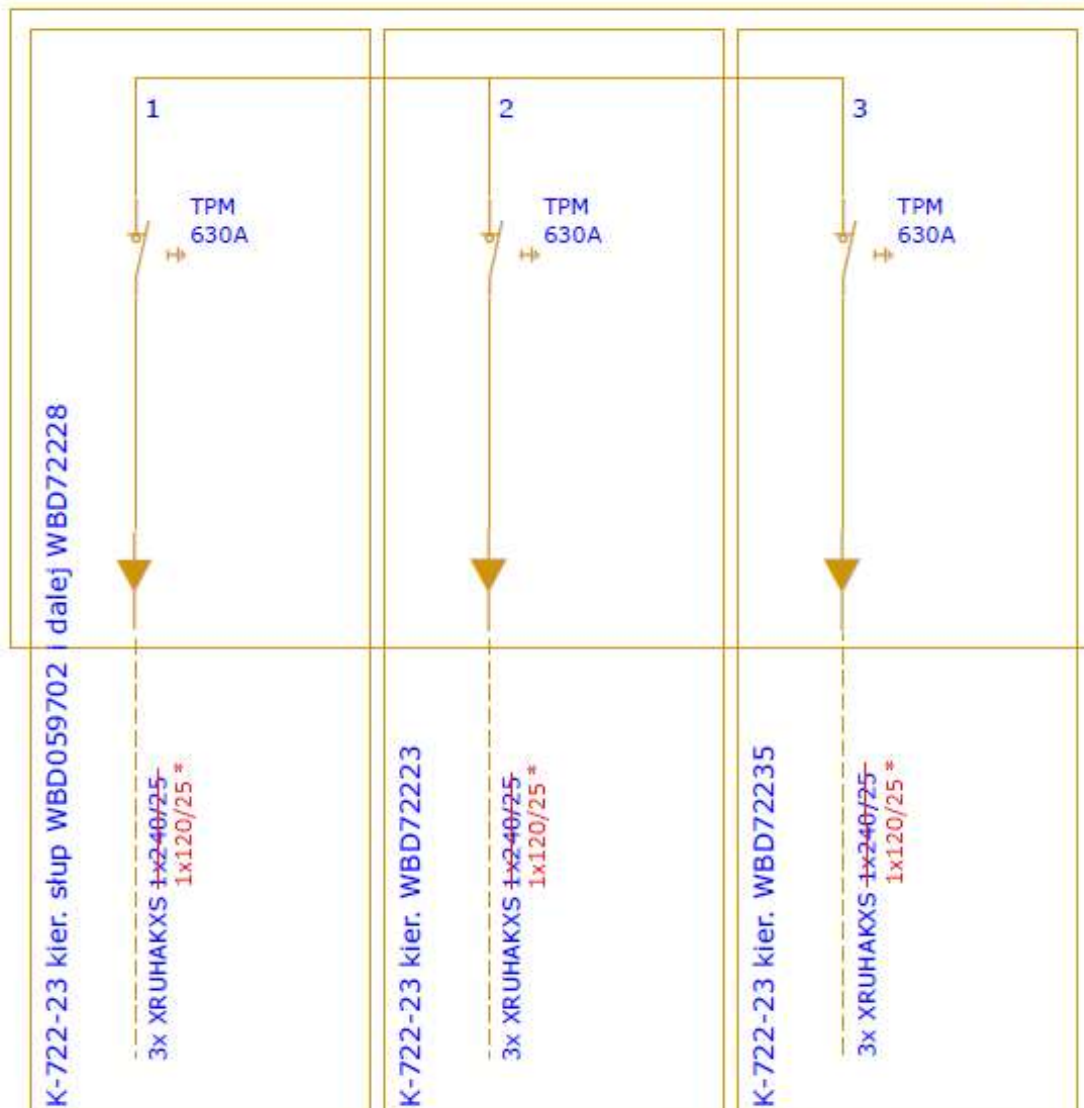 1
TPM
630A
K-722-23 kier. słup WBD059702 i dalej WBD72228
3x XRUHAKXS 1x240/25
1x120/25 *
2
TPM
630A
K-722-23 kier. WBD72223
3x XRUHAKXS 1x240/25
1x120/25 *
3
TPM
630A
K-722-23 kier. WBD72235
3x XRUHAKXS 1x240/25
1x120/25 *